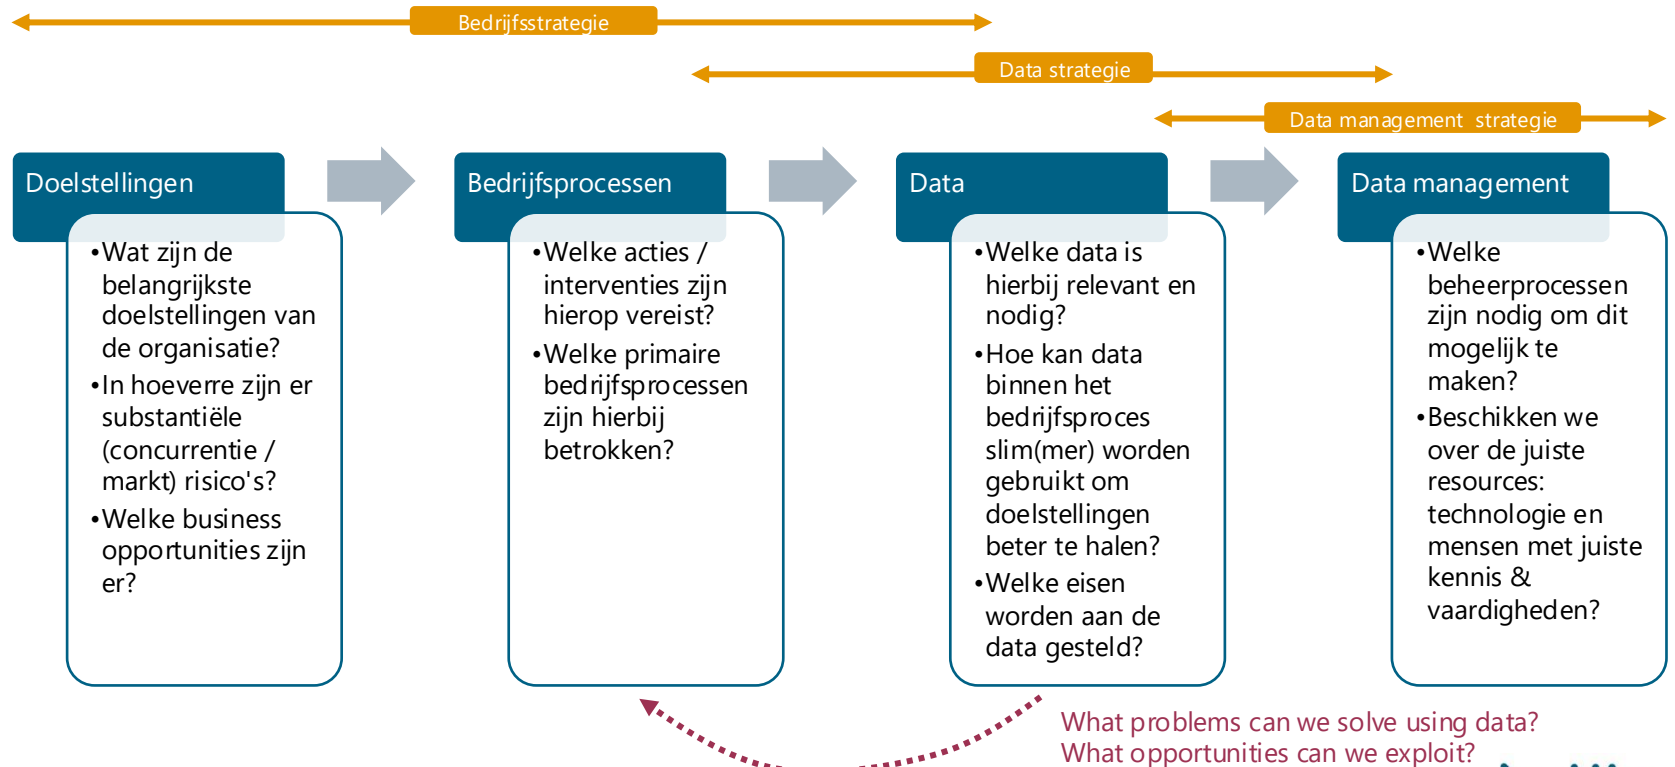 Bedrijfsstrategie
Data strategie
Data management strategie
Doelstellingen
•Wat zijn de
belangrijkste
doelstellingen van
de organisatie?
•In hoeverre zijn er
substantiële
(concurrentie /
markt) risico's?
•Welke business
opportunities zijn
er?
Bedrijfsprocessen
•Welke acties /
interventies zijn
hierop vereist?
•Welke primaire
bedrijfsprocessen
zijn hierbij
betrokken?
Data
•Welke data is
hierbij relevant en
nodig?
•Hoe kan data
binnen het
bedrijfsproces
slim(mer) worden
gebruikt om
doelstellingen
beter te halen?
•Welke eisen
worden aan de
data gesteld?
Data management
•Welke
beheerprocessen
zijn nodig om dit
mogelijk te
maken?
•Beschikken we
over de juiste
resources:
technologie en
mensen met juiste
kennis &
vaardigheden?
What problems can we solve using data?
What opportunities can we exploit?